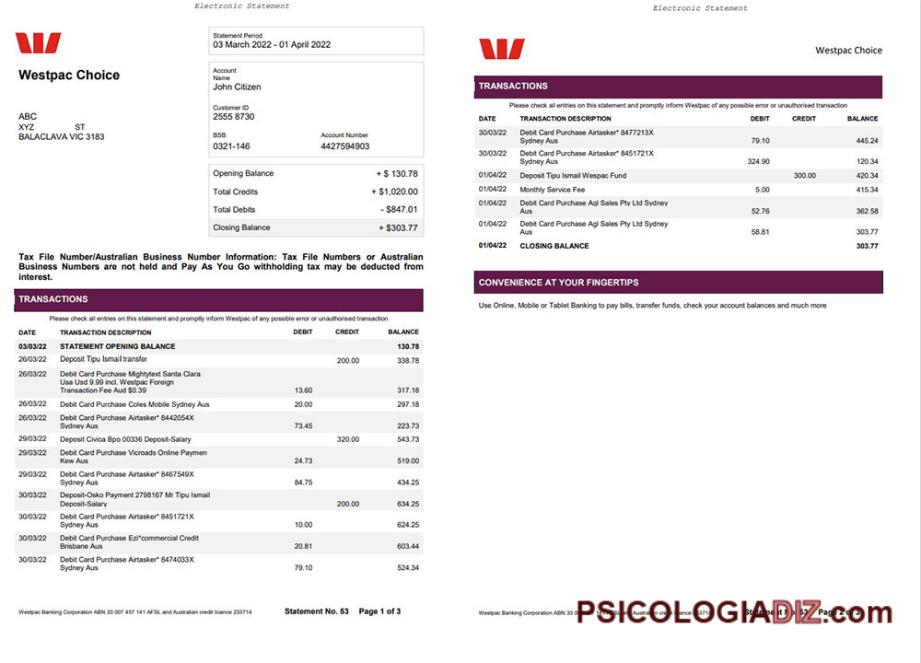 Electronic Statement
Statement Period
03 March 2022 - 01 April 2022
Westpac Choice
Account
Name
John Citizen
Customer ID
2555 8730
ABC
XYZ ST
BALACLAVA VIC 3183
BSB Account Number
0321-146 4427594903
Opening Balance + $ 130.78
Total Credits + $1,020.00
Total Debits - $847.01
Closing Balance + $303.77
Tax File Number/Australian Business Number Information: Tax File Numbers or Australian
Business Numbers are not held and Pay As You Go withholding tax may be deducted from
interest.
TRANSACTIONS
Please check all entries on this statement and promptly inform Westpac of any possible error or unauthorised transaction
DATE TRANSACTION DESCRIPTION DEBIT CREDIT BALANCE
03/03/22 STATEMENT OPENING BALANCE 130.78
26/03/22 Deposit Tipu Ismail transfer 200.00 338.78
26/03/22 Debit Card Purchase Mightytext Santa Clara
Usa Usd 9.99 incl. Westpac Foreign
Transaction Fee Aud $0.39 13.60 317.18
26/03/22 Debit Card Purchase Coles Mobile Sydney Aus 20.00 297.18
26/03/22 Debit Card Purchase Airtasker* 8442054X
Sydney Aus 73.45 223.73
29/03/22 Deposit Civica Bpo 00336 Deposit-Salary 320.00 543.73
29/03/22 Debit Card Purchase Vicroads Online Paymen
Kew Aus 24.73 519.00
29/03/22 Debit Card Purchase Airtasker* 8467549X
Sydney Aus 84.75 434.25
30/03/22 Deposit-Osko Payment 2798167 Mr Tipu Ismail
Deposit-Salary 200.00 634.25
30/03/22 Debit Card Purchase Airtasker* 8451721X
Sydney Aus 10.00 624.25
30/03/22 Debit Card Purchase Ezi*commercial Credit
Brisbane Aus 20.81 603.44
30/03/22 Debit Card Purchase Airtasker* 8474033X
Sydney Aus 79.10 524.34
Westpac Banking Corporation ABN 33 007 457 141 AFSL and Australian credit licence 233714 Statement No. 53 Page 1 of 3
Electronic Statement
Westpac Choice
TRANSACTIONS
Please check all entries on this statement and promptly inform Westpac of any possible error or unauthorised transaction
DATE TRANSACTION DESCRIPTION DEBIT CREDIT BALANCE
30/03/22 Debit Card Purchase Airtasker* 8477213X
Sydney Aus 79.10 445.24
30/03/22 Debit Card Purchase Airtasker* 8451721X
Sydney Aus 324.90 120.34
01/04/22 Deposit Tipu Ismail Wespac Fund 300.00 420.34
01/04/22 Monthly Service Fee 5.00 415.34
01/04/22 Debit Card Purchase Agl Sales Pty Ltd Sydney
Aus 52.76 362.58
01/04/22 Debit Card Purchase Agl Sales Pty Ltd Sydney
Aus 58.81 303.77
01/04/22 CLOSING BALANCE 303.77
CONVENIENCE AT YOUR FINGERTIPS
Use Online, Mobile or Tablet Banking to pay bills, transfer funds, check your account balances and much more
Westpac Banking Corporation ABN 33
PSICOLOGIADIZ.com